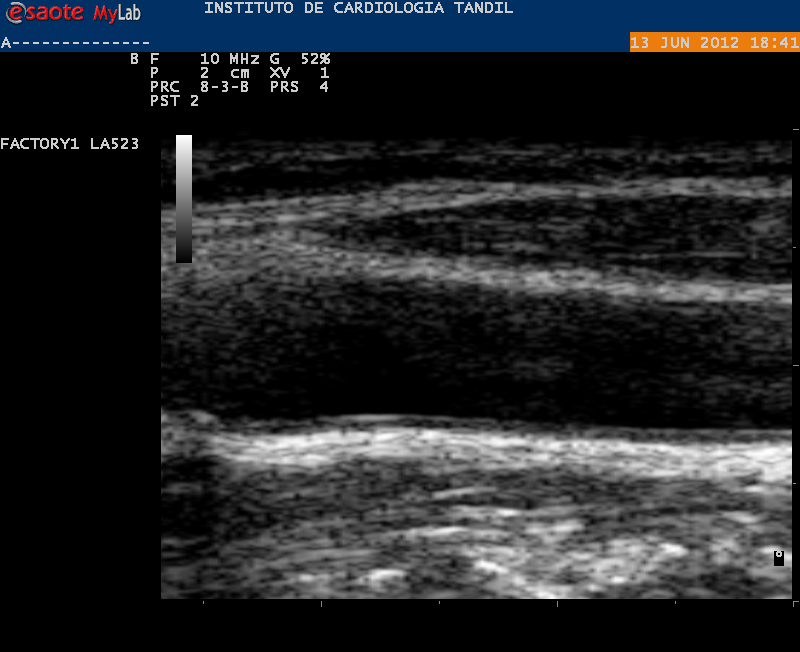 esaote MyLab
INSTITUTO DE CARDIOLOGIA TANDIL
A-------------- 13 JUN 2012 18:41
B F 10 MHz G 52%
P 2 cm XV 1
PRC 8-3-B PRS 4
PST 2
FACTORY1 LA523